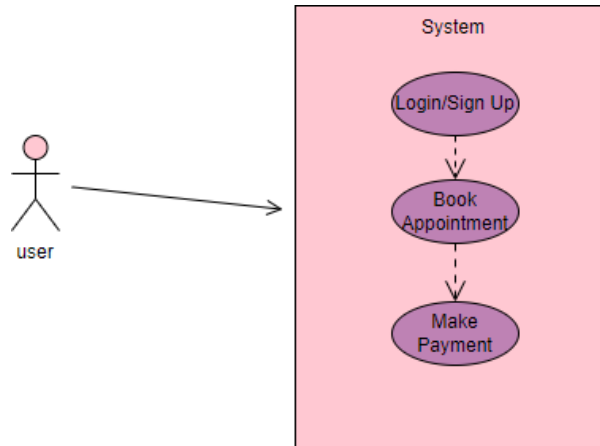 System
Login/Sign Up
Book
Appointment
user
Make
Payment